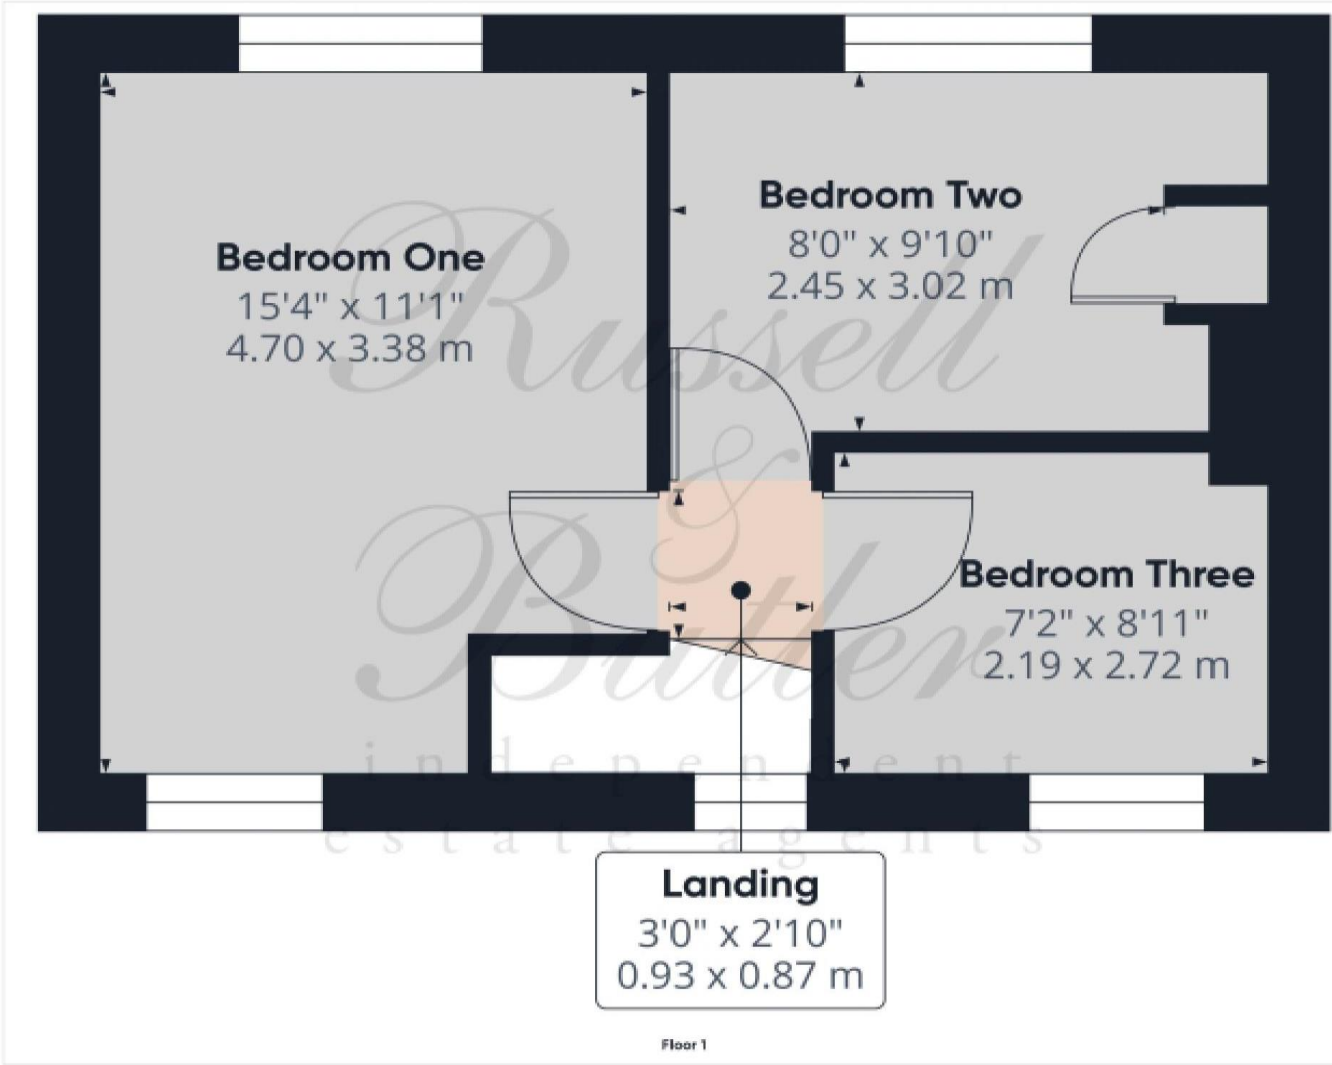 Bedroom One
15'4" x 11'1"
4.70 x 3.38 m
Bedroom Two
8'0" x 9'10"
2.45 x 3.02 m
Bedroom Three
7'2" x 8'11"
2.19 x 2.72 m
Russell
&
Butler
independent
estate agents
Landing
3'0" x 2'10"
0.93 x 0.87 m
Floor 1